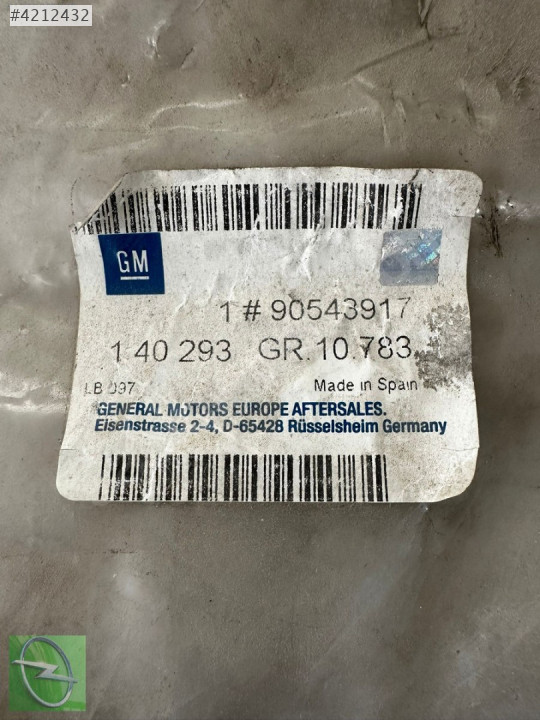 #4212432
GM
1 # 90543917
1 40 293 GR.10.783
LB 097 Made in Spain
GENERAL MOTORS EUROPE AFTERSALES.
Eisenstrasse 2-4, D-65428 Rüsselsheim Germany